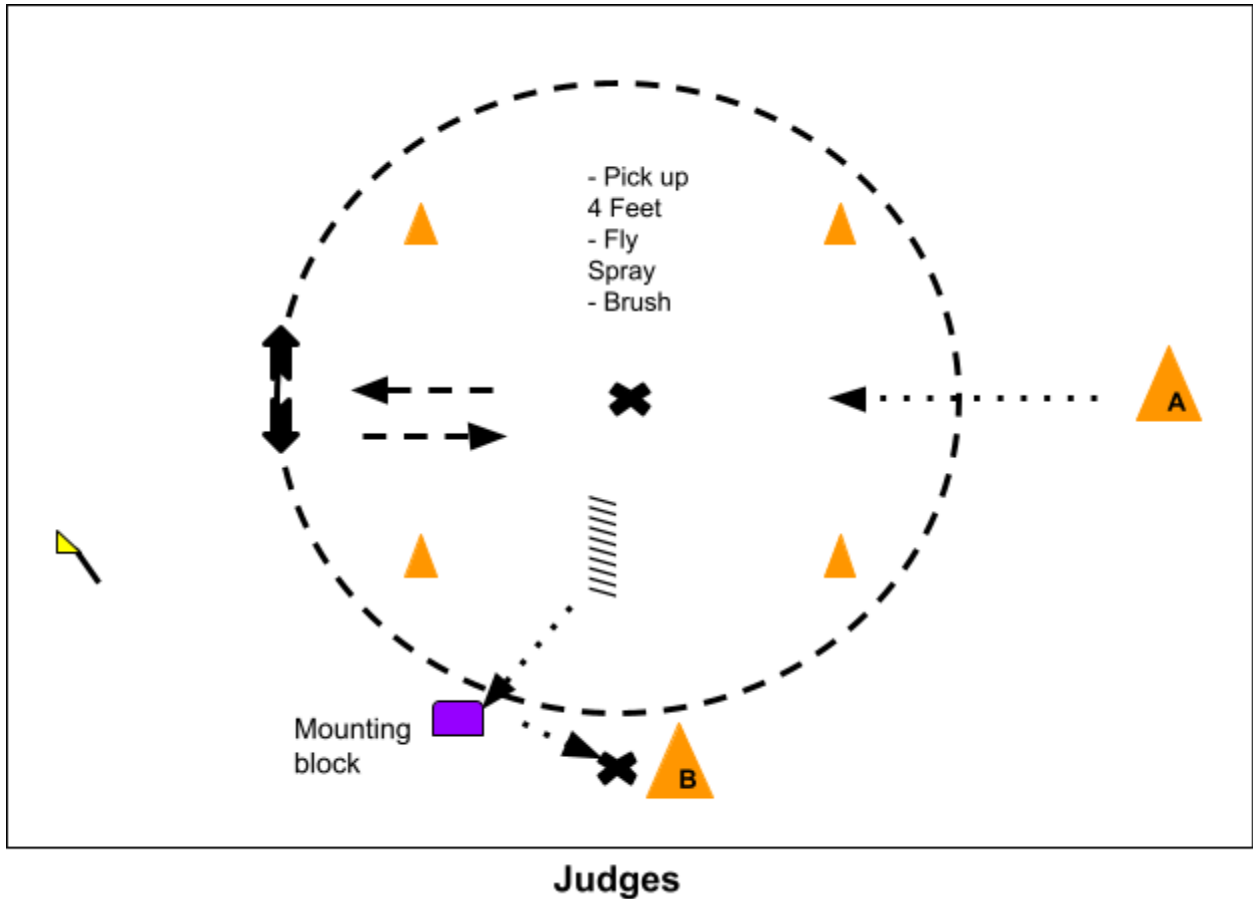 - Pick up
4 Feet
- Fly
Spray
- Brush
A
Mounting
block
B
Judges